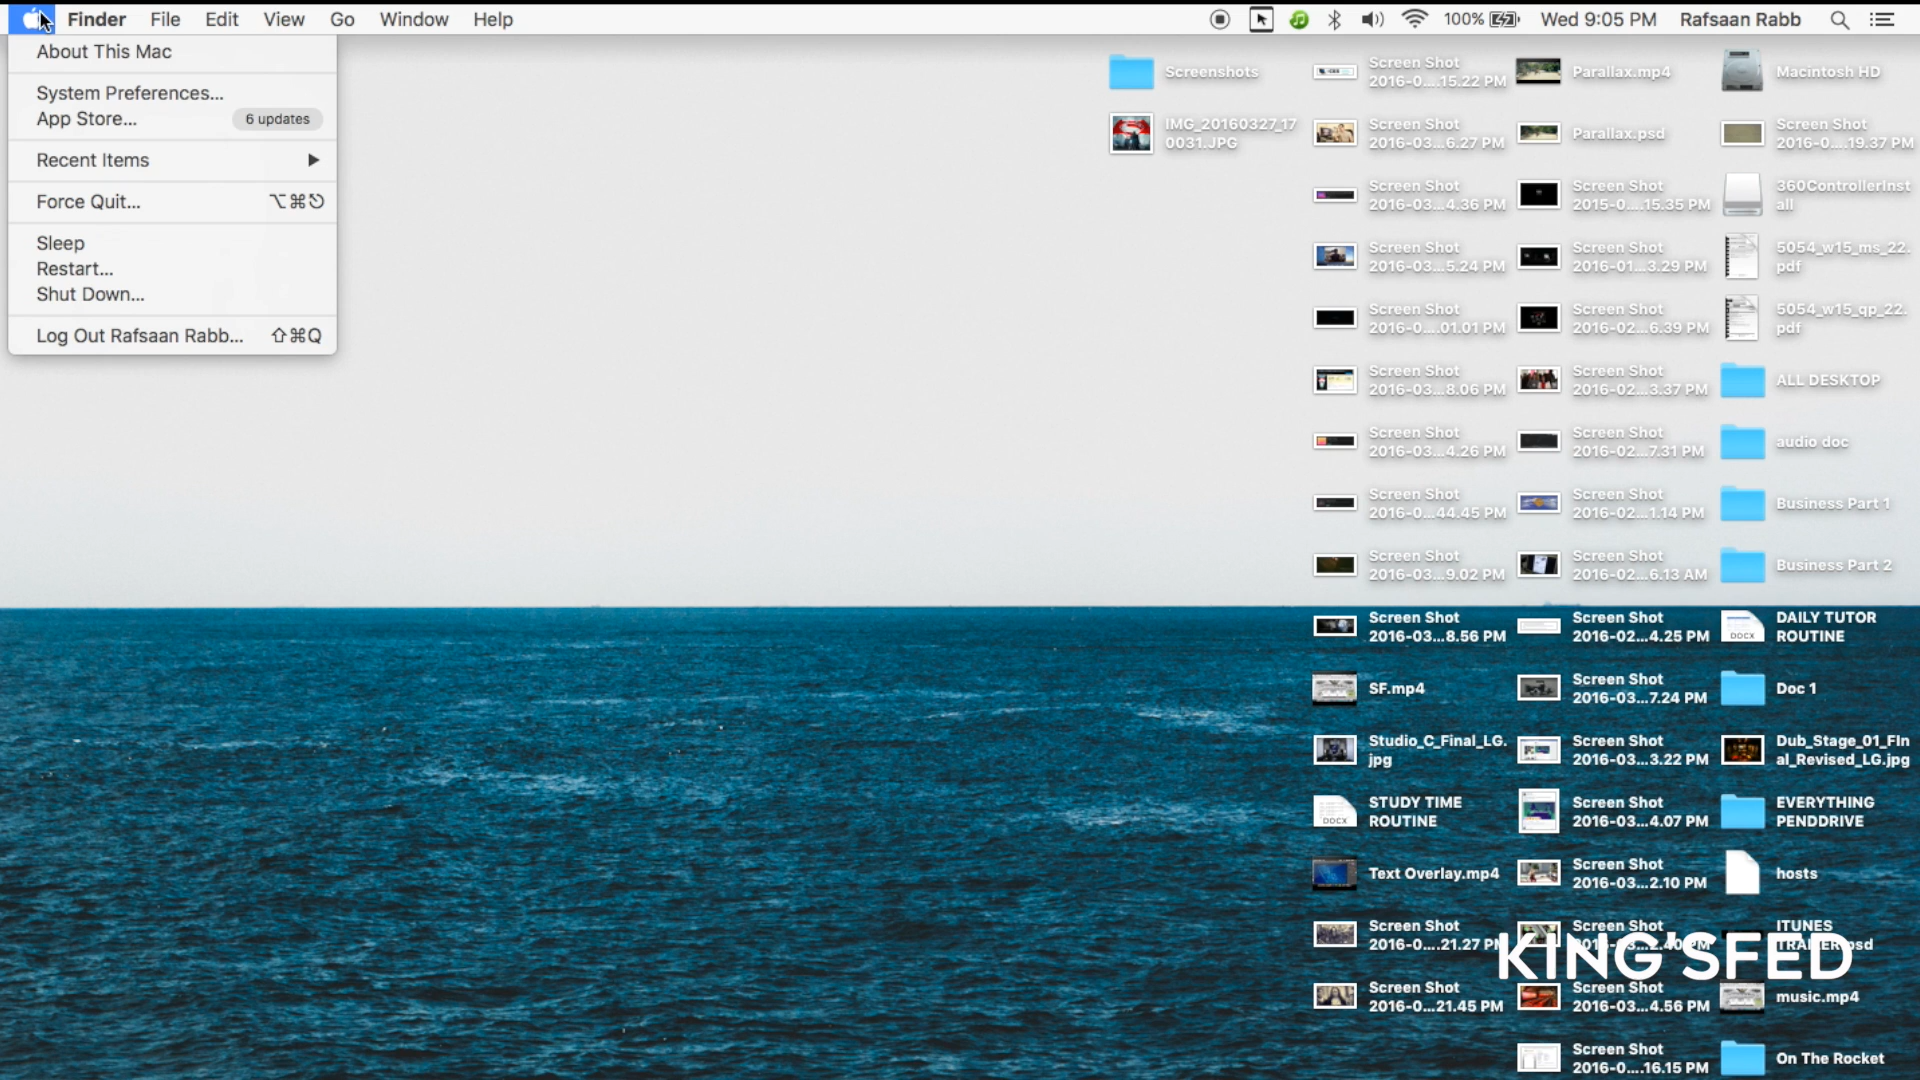 Finder File Edit View Go Window Help 100% Wed 9:05 PM Rafsaan Rabb
About This Mac
System Preferences...
App Store... 6 updates
Recent Items
Force Quit... ⌥⌘⎋
Sleep
Restart...
Shut Down...
Log Out Rafsaan Rabb... ⇧⌘Q
Screenshots
IMG_20160327_17
0031.JPG
Screen Shot
2016-0....15.22 PM
Screen Shot
2016-03...6.27 PM
Screen Shot
2016-03...4.36 PM
Screen Shot
2016-03...5.24 PM
Screen Shot
2016-0....01.01 PM
Screen Shot
2016-03...8.06 PM
Screen Shot
2016-03...4.26 PM
Screen Shot
2016-0...44.45 PM
Screen Shot
2016-03...9.02 PM
Screen Shot
2016-03...8.56 PM
SF.mp4
Studio_C_Final_LG.
jpg
STUDY TIME
ROUTINE
Text Overlay.mp4
Screen Shot
2016-0....21.27 PM
Screen Shot
2016-0...21.45 PM
Parallax.mp4
Parallax.psd
Screen Shot
2015-0....15.35 PM
Screen Shot
2016-01...3.29 PM
Screen Shot
2016-02...6.39 PM
Screen Shot
2016-02...3.37 PM
Screen Shot
2016-02...7.31 PM
Screen Shot
2016-02...1.14 PM
Screen Shot
2016-02...6.13 AM
Screen Shot
2016-02...4.25 PM
Screen Shot
2016-03...7.24 PM
Screen Shot
2016-03...3.22 PM
Screen Shot
2016-03...4.07 PM
Screen Shot
2016-03...2.10 PM
Screen Shot
Screen Shot
2016-03...4.56 PM
Screen Shot
2016-0....16.15 PM
Macintosh HD
Screen Shot
2016-0....19.37 PM
360ControllerInst
all
5054_w15_ms_22.
pdf
5054_w15_qp_22.
pdf
ALL DESKTOP
audio doc
Business Part 1
Business Part 2
DAILY TUTOR
ROUTINE
Doc 1
Dub_Stage_01_FIn
al_Revised_LG.jpg
EVERYTHING
PENDDRIVE
hosts
ITUNES
music.mp4
On The Rocket
KING'SFED